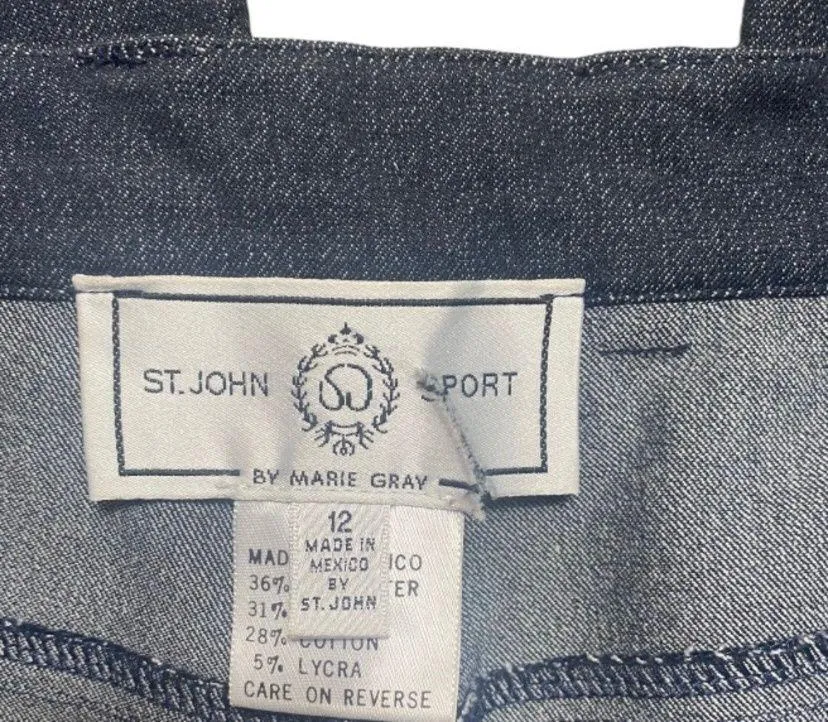 ST. JOHN SPORT
BY MARIE GRAY
12
MADE IN
MEXICO
BY
ST. JOHN
MAD ICO
36% ER
31%
28% COTTON
5% LYCRA
CARE ON REVERSE